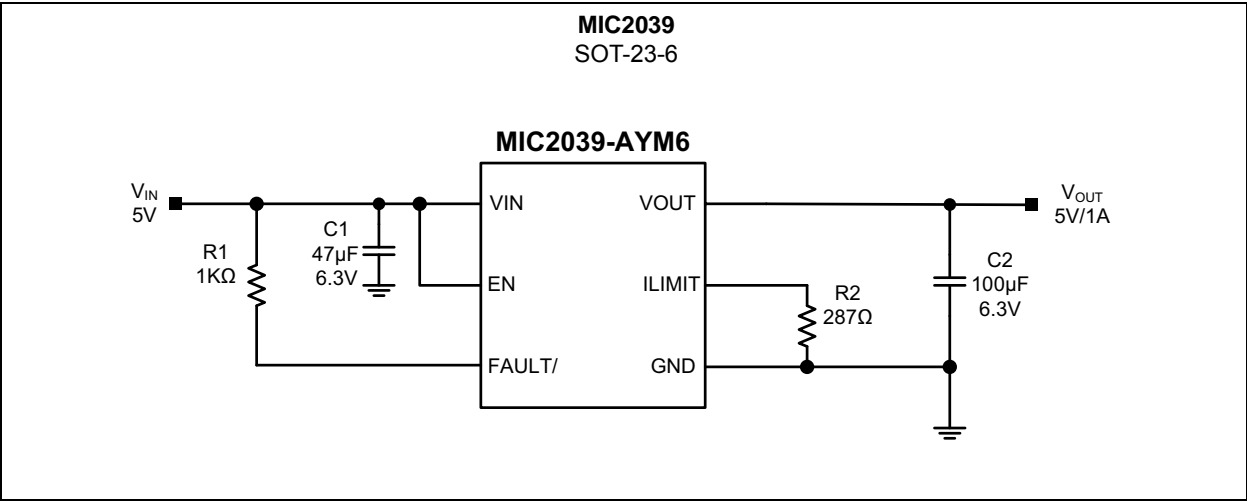 MIC2039
SOT-23-6
MIC2039-AYM6
VIN
5V
R1
1KΩ
C1
47µF
6.3V
VIN
EN
FAULT/
VOUT
ILIMIT
GND
R2
287Ω
C2
100µF
6.3V
VOUT
5V/1A